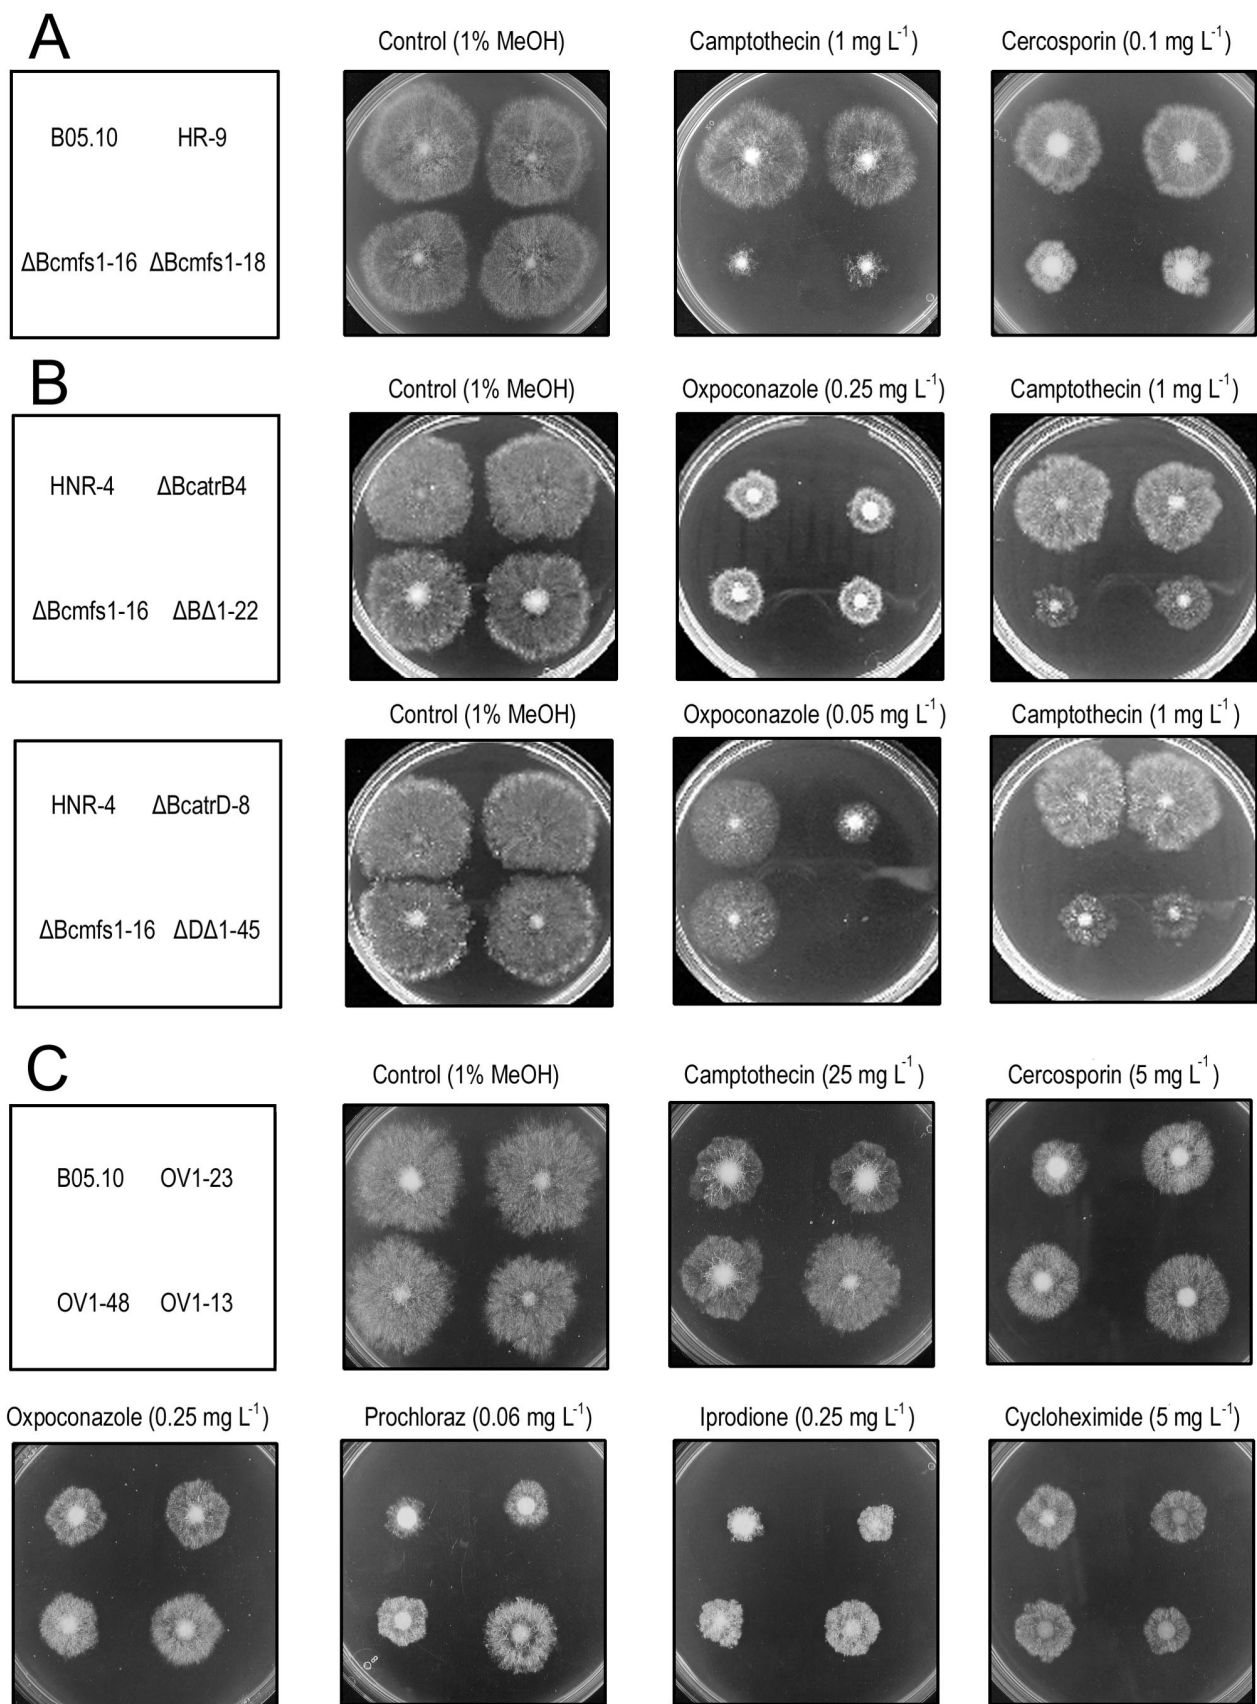 A
Control (1% MeOH)
Camptothecin (1 mg L-1)
Cercosporin (0.1 mg L-1)
B05.10 HR-9
ΔBcmfs1-16 ΔBcmfs1-18
B
Control (1% MeOH)
Oxpoconazole (0.25 mg L-1)
Camptothecin (1 mg L-1)
HNR-4 ΔBcatrB4
ΔBcmfs1-16 ΔBΔ1-22
Control (1% MeOH)
Oxpoconazole (0.05 mg L-1)
Camptothecin (1 mg L-1)
HNR-4 ΔBcatrD-8
ΔBcmfs1-16 ΔDΔ1-45
C
Control (1% MeOH)
Camptothecin (25 mg L-1)
Cercosporin (5 mg L-1)
B05.10 OV1-23
OV1-48 OV1-13
Oxpoconazole (0.25 mg L-1)
Prochloraz (0.06 mg L-1)
Iprodione (0.25 mg L-1)
Cycloheximide (5 mg L-1)